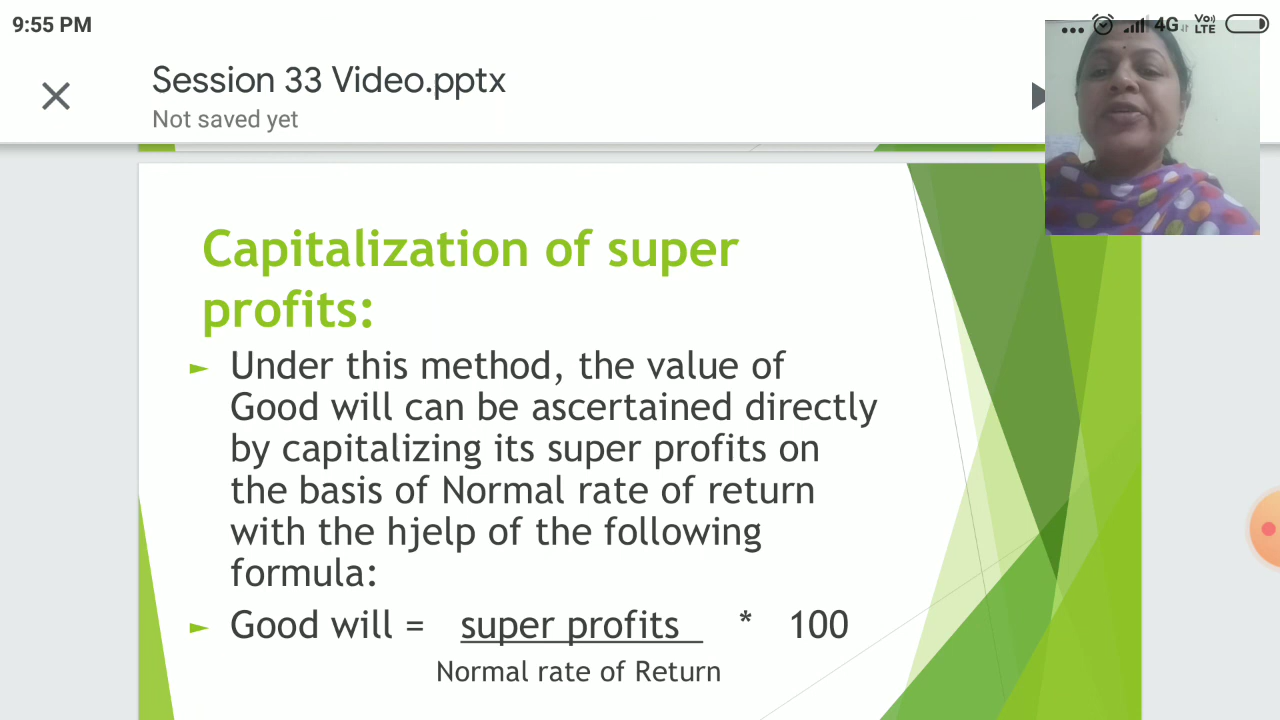 9:55 PM
4G
Vo))
LTE
Session 33 Video.pptx
Not saved yet
Capitalization of super
profits:
► Under this method, the value of
Good will can be ascertained directly
by capitalizing its super profits on
the basis of Normal rate of return
with the hjelp of the following
formula:
► Good will = super profits * 100
Normal rate of Return